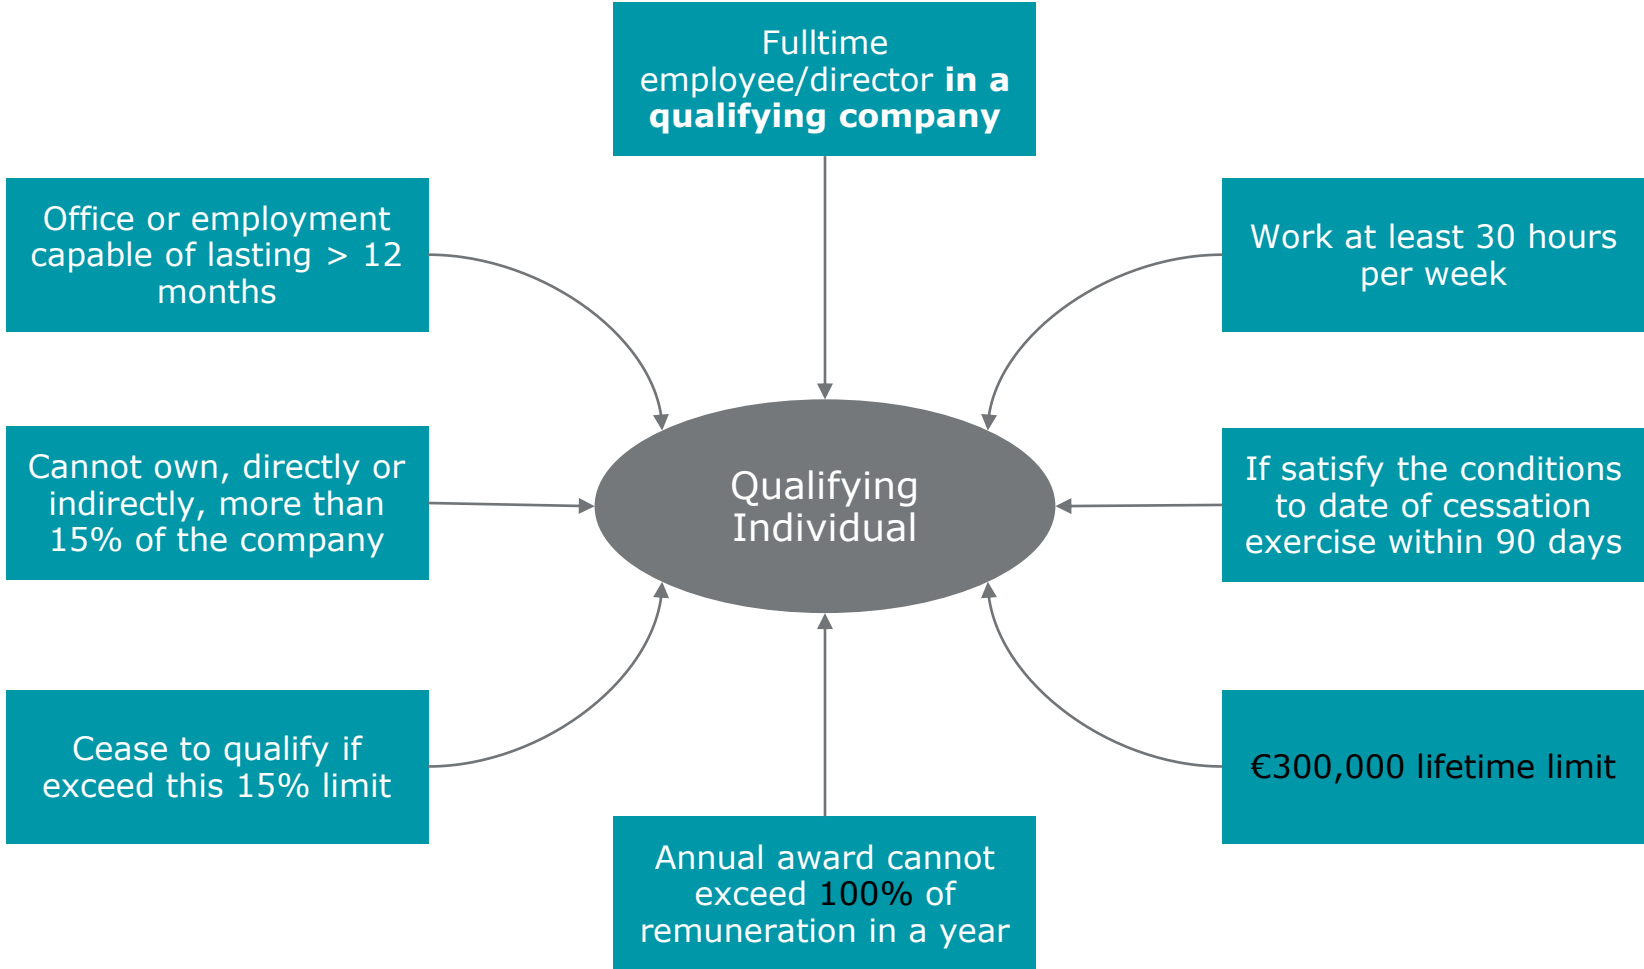 Fulltime
employee/director in a
qualifying company
Office or employment
capable of lasting > 12
months
Work at least 30 hours
per week
Cannot own, directly or
indirectly, more than
15% of the company
Qualifying
Individual
If satisfy the conditions
to date of cessation
exercise within 90 days
Cease to qualify if
exceed this 15% limit
€300,000 lifetime limit
Annual award cannot
exceed 100% of
remuneration in a year